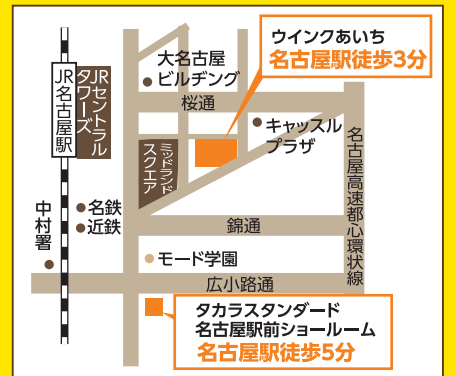 ウインクあいち
名古屋駅徒歩3分
大名古屋
ビルヂング
桜通
JRセントラル
タワーズ
JR名古屋駅
キャッスル
プラザ
ミッドランド
スクエア
名古屋高速都心環状線
中村署
名鉄
近鉄
錦通
モード学園
広小路通
タカラスタンダード
名古屋駅前ショールーム
名古屋駅徒歩5分